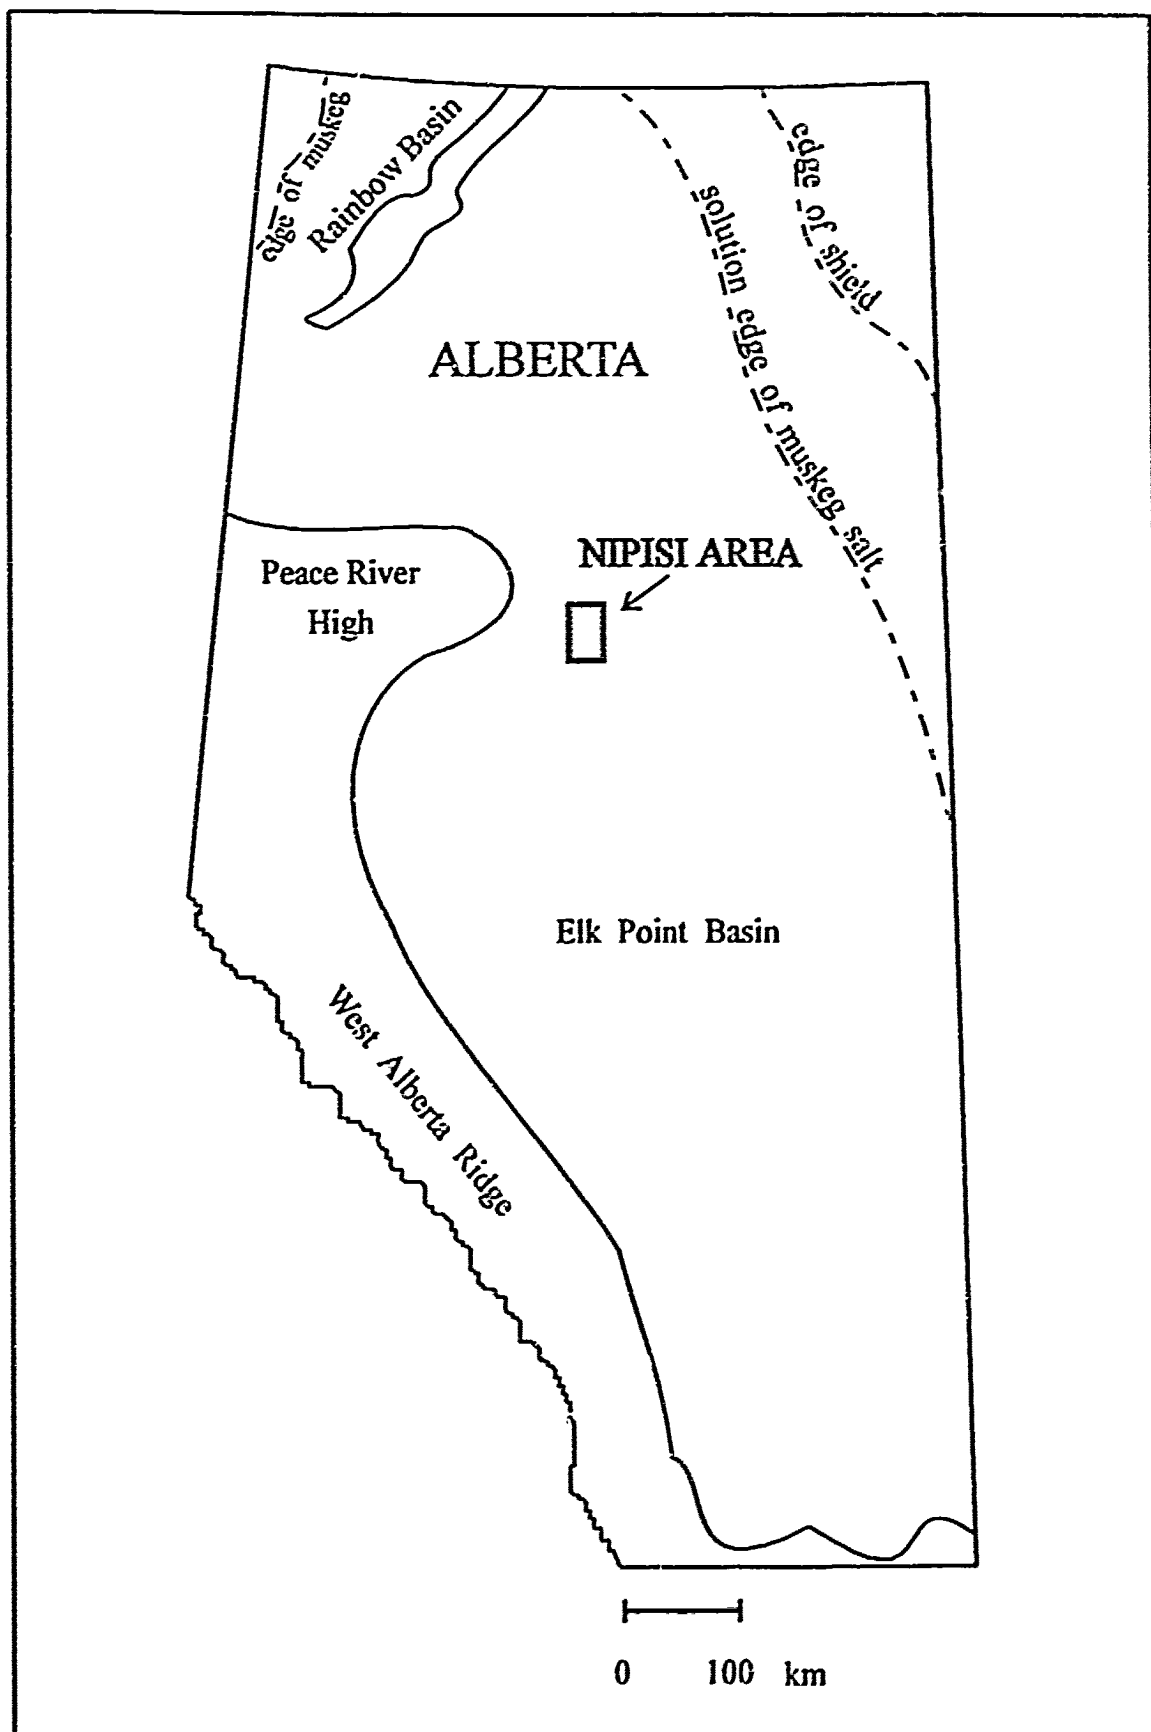 edge of muskeg
Rainbow Basin
edge of shield
solution edge of muskeg salt
ALBERTA
NIPISI AREA
Peace River
High
Elk Point Basin
West Alberta Ridge
0 100 km